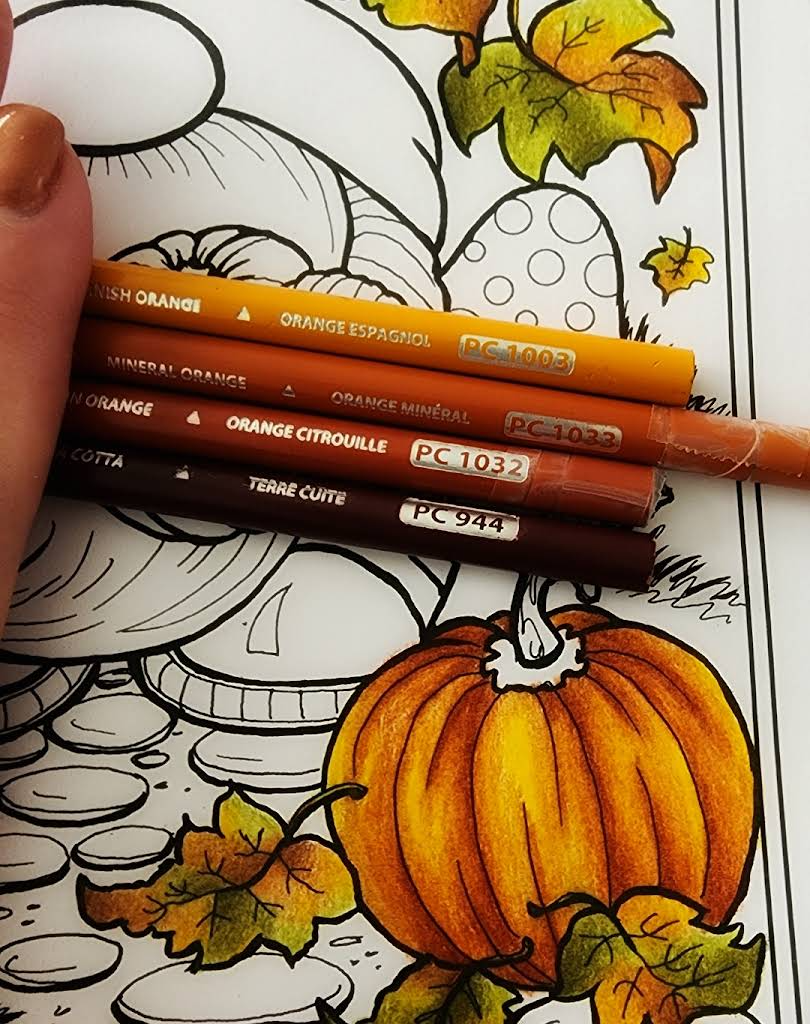 NISH ORANGE ORANGE ESPAGNOL PC 1003
MINERAL ORANGE ORANGE MINÉRAL PC 1033
N ORANGE ORANGE CITROUILLE PC 1032
A COTTA TERRE CUITE PC 944